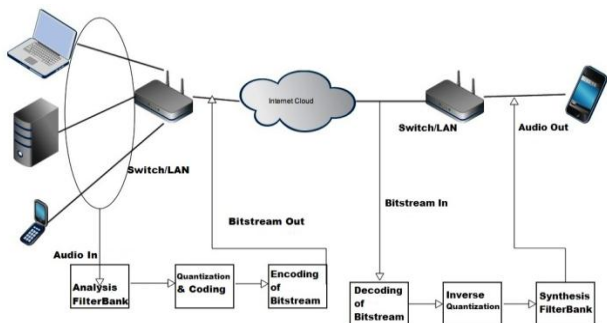 Internet Cloud
Switch/LAN
Audio Out
Switch/LAN
Bitstream Out
Bitstream In
Audio In
Analysis
FilterBank
Quantization
& Coding
Encoding
of
Bitstream
Decoding
of
Bitstream
Inverse
Quantization
Synthesis
FilterBank